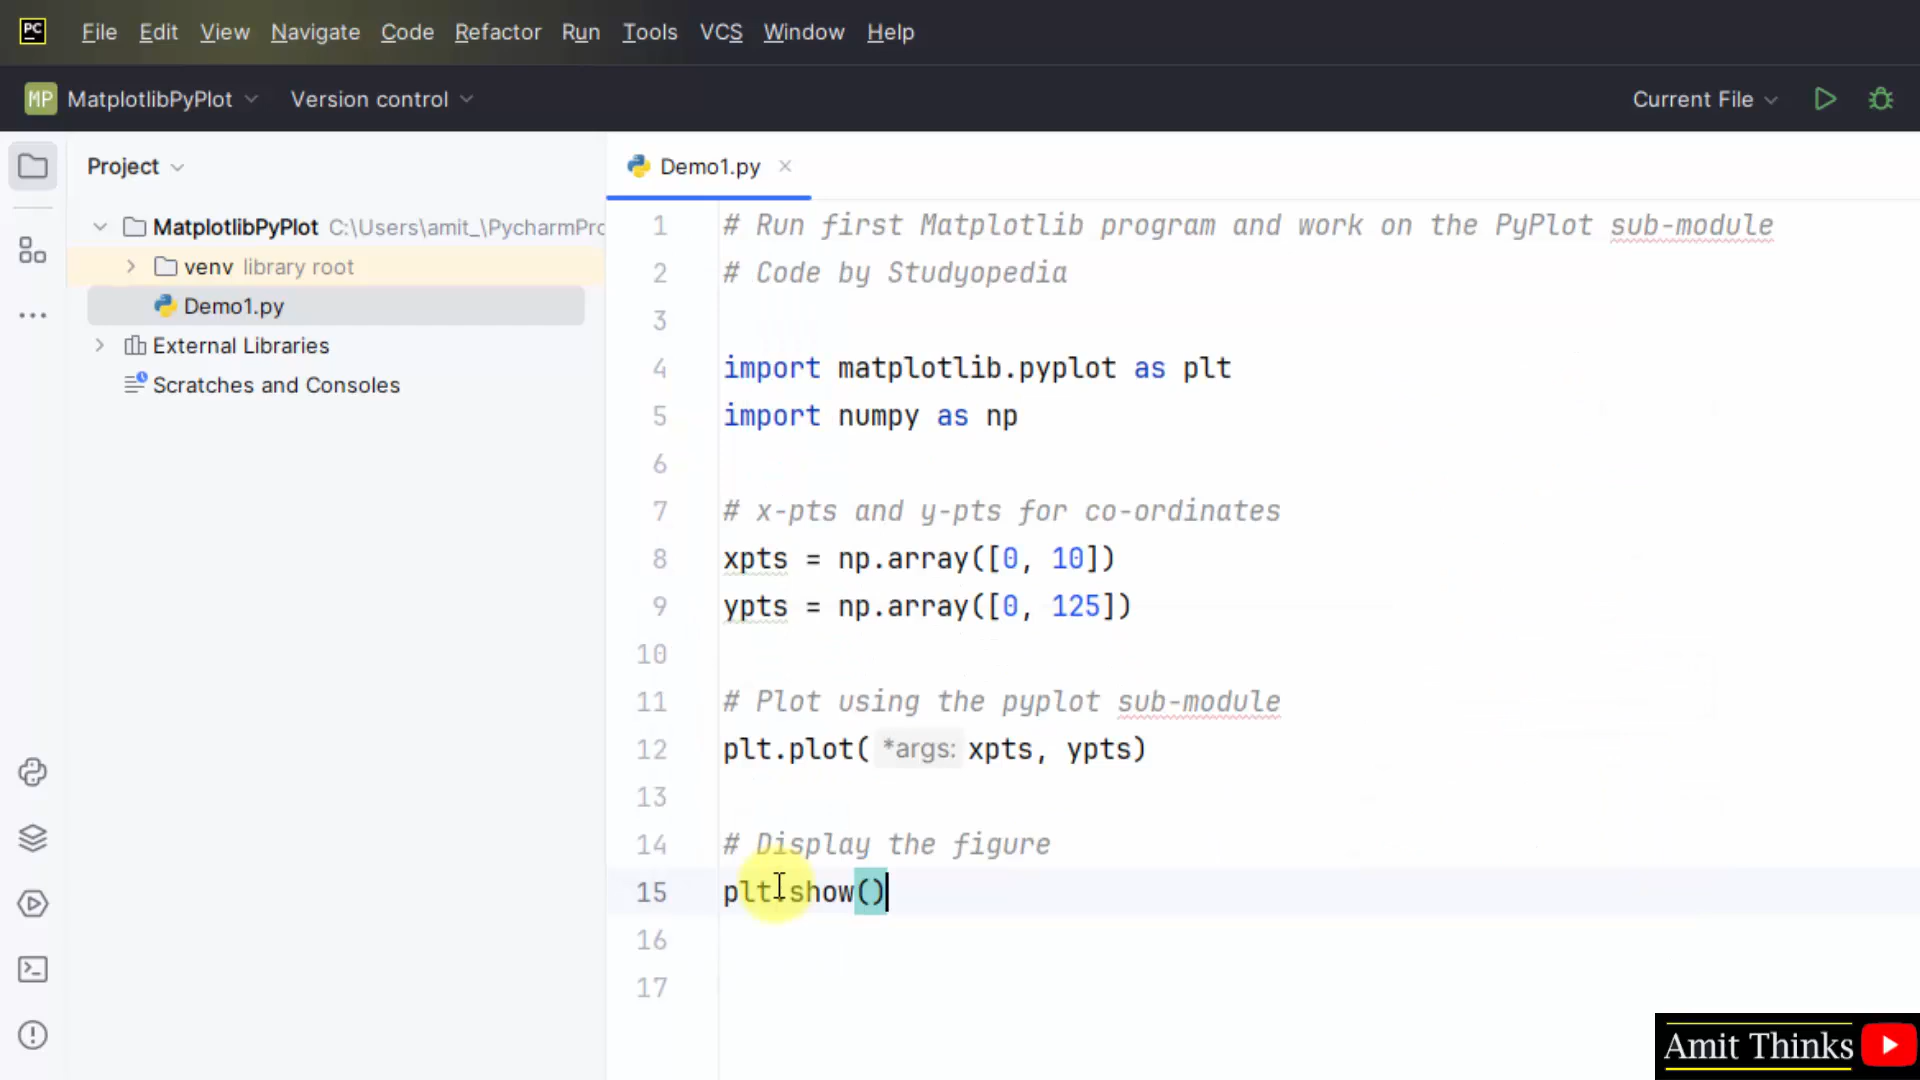 PC File Edit View Navigate Code Refactor Run Tools VCS Window Help
MP MatplotlibPyPlot Version control Current File
Project
MatplotlibPyPlot C:\Users\amit_\PycharmPro
venv library root
Demo1.py
External Libraries
Scratches and Consoles
Demo1.py
1 # Run first Matplotlib program and work on the PyPlot sub-module
2 # Code by Studyopedia
3
4 import matplotlib.pyplot as plt
5 import numpy as np
6
7 # x-pts and y-pts for co-ordinates
8 xpts = np.array([0, 10])
9 ypts = np.array([0, 125])
10
11 # Plot using the pyplot sub-module
12 plt.plot( *args: xpts, ypts)
13
14 # Display the figure
15 plt.show()
16
17
Amit Thinks